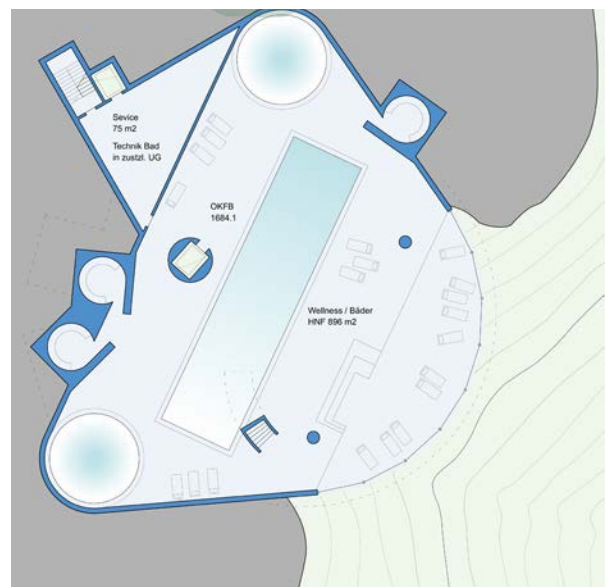 Sevice
75 m2
Technik Bad
in zustzl. UG
OKFB
1684.1
Wellness / Bäder
HNF 896 m2